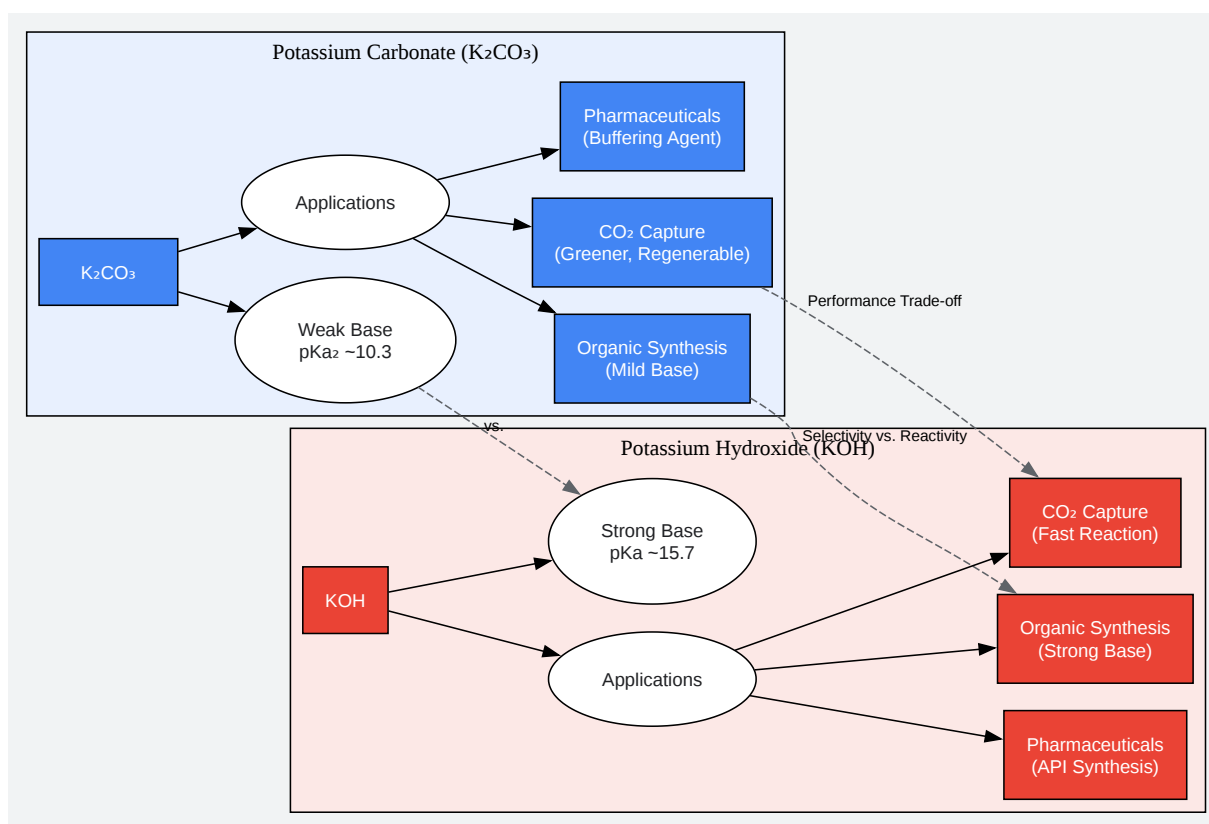 Potassium Carbonate (K₂CO₃)
Pharmaceuticals
(Buffering Agent)
Applications
CO₂ Capture
(Greener, Regenerable)
K₂CO₃
Weak Base
pKa₂ ~10.3
Organic Synthesis
(Mild Base)
Performance Trade-off
vs.
Selectivity vs. Reactivity
Potassium Hydroxide (KOH)
Strong Base
pKa ~15.7
CO₂ Capture
(Fast Reaction)
KOH
Organic Synthesis
(Strong Base)
Applications
Pharmaceuticals
(API Synthesis)